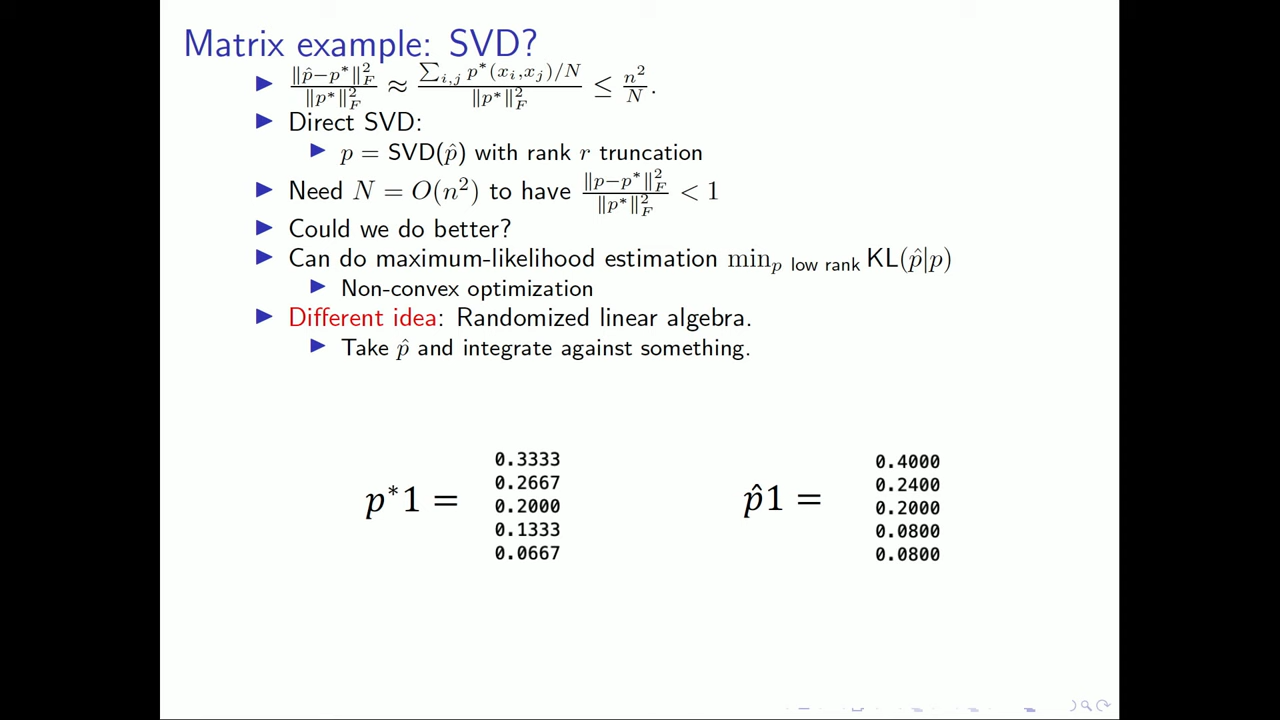 Matrix example: SVD?
‖p̂−p*‖²_F / ‖p*‖²_F ≈ ∑_{i,j} p*(x_i,x_j)/N / ‖p*‖²_F ≤ n²/N.
Direct SVD:
p = SVD(p̂) with rank r truncation
Need N = O(n²) to have ‖p−p*‖²_F / ‖p*‖²_F < 1
Could we do better?
Can do maximum-likelihood estimation min_{p low rank} KL(p̂|p)
Non-convex optimization
Different idea: Randomized linear algebra.
Take p̂ and integrate against something.
p*1 =
0.3333
0.2667
0.2000
0.1333
0.0667
p̂1 =
0.4000
0.2400
0.2000
0.0800
0.0800